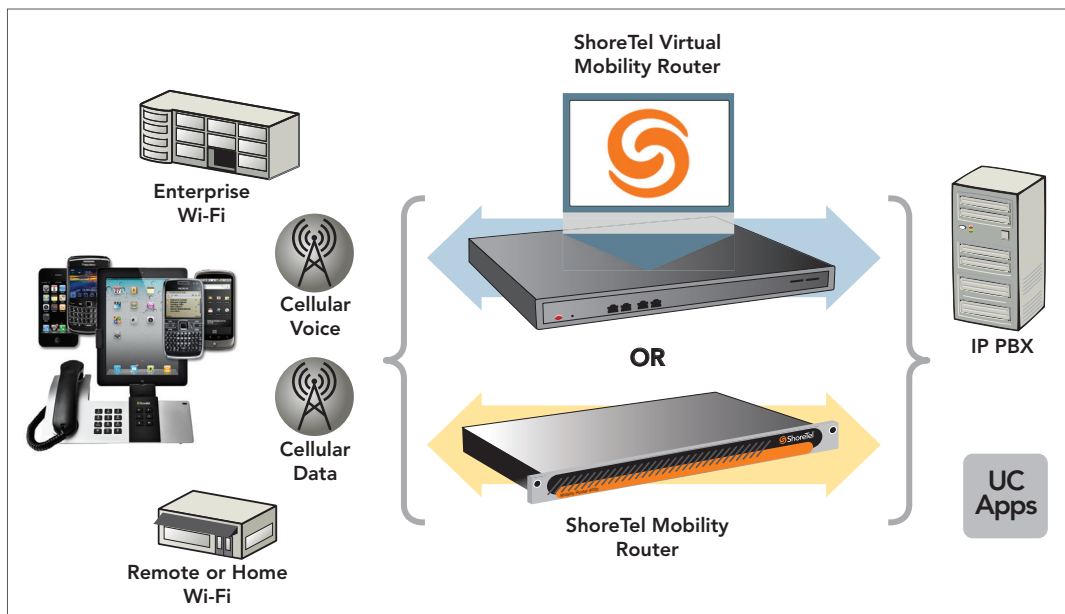 ShoreTel Virtual
Mobility Router
Enterprise
Wi-Fi
Cellular
Voice
Cellular
Data
Remote or Home
Wi-Fi
OR
ShoreTel
ShoreTel Mobility
Router
IP PBX
UC
Apps